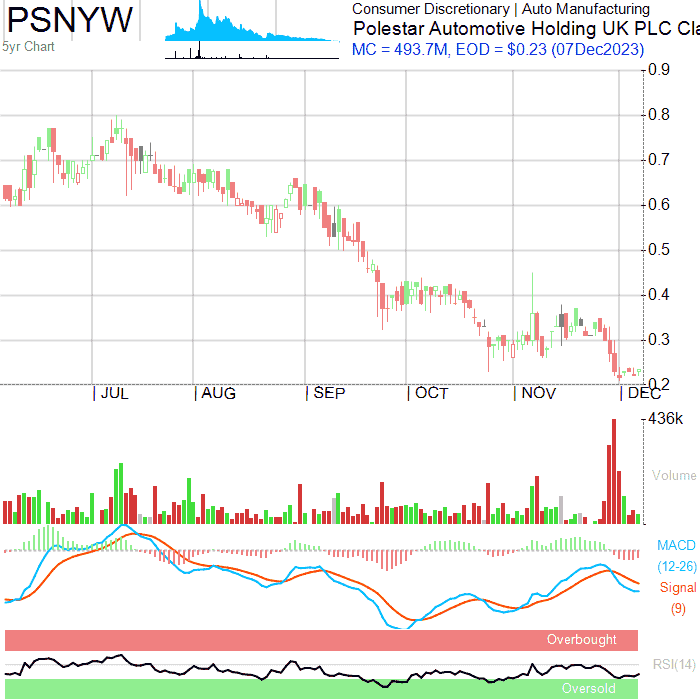 PSNYW
5yr Chart
Consumer Discretionary | Auto Manufacturing
Polestar Automotive Holding UK PLC Cla
MC = 493.7M, EOD = $0.23 (07Dec2023)
0.9
0.8
0.7
0.6
0.5
0.4
0.3
0.2
JUL AUG SEP OCT NOV DEC
436k
Volume
MACD
(12-26)
Signal
(9)
Overbought
RSI(14)
Oversold